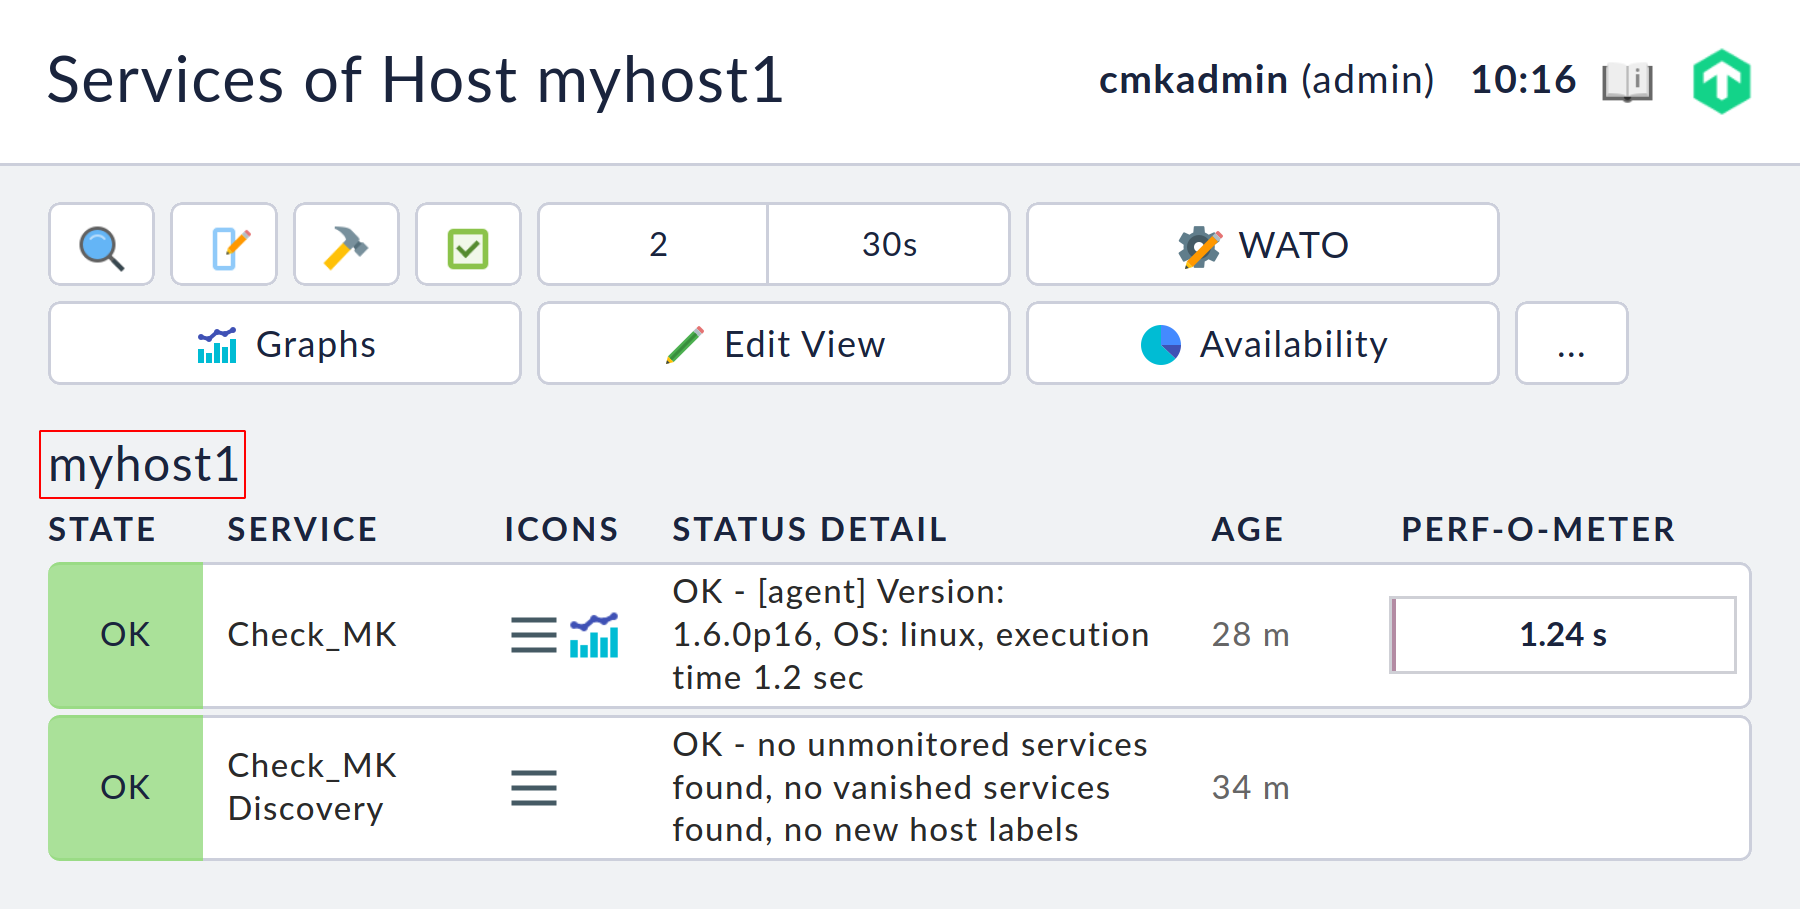 Services of Host myhost1
cmkadmin (admin) 10:16
2 30s WATO
Graphs Edit View Availability ...
myhost1
STATE SERVICE ICONS STATUS DETAIL AGE PERF-O-METER
OK Check_MK OK - [agent] Version:
1.6.0p16, OS: linux, execution
time 1.2 sec 28 m 1.24 s
OK Check_MK
Discovery OK - no unmonitored services
found, no vanished services
found, no new host labels 34 m